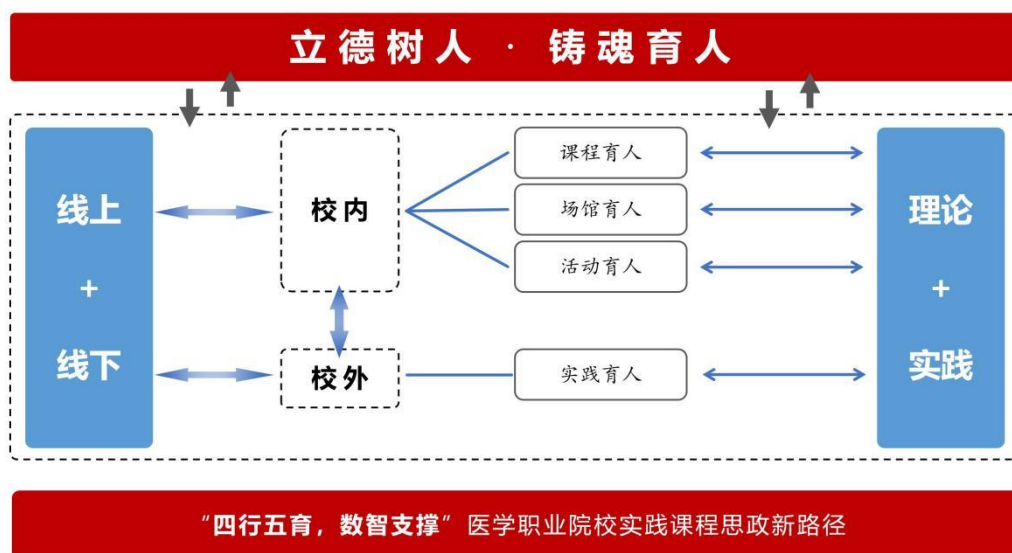 立德树人 · 铸魂育人
线上
+
线下
校内
校外
课程育人
场馆育人
活动育人
实践育人
理论
+
实践
“四行五育，数智支撑”医学职业院校实践课程思政新路径